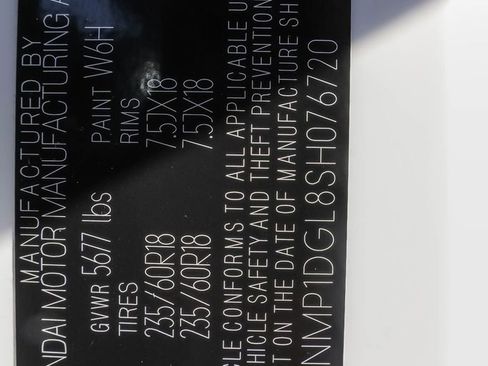 MANUFACTURED BY
NDAI MOTOR MANUFACTURING A
GVWR 5677 lbs PAINT W6H
TIRES RIMS
235/60R18 7.5JX18
235/60R18 7.5JX18
CLE CONFORMS TO ALL APPLICABLE U
HICLE SAFETY AND THEFT PREVENTION
T ON THE DATE OF MANUFACTURE SH
NMP1DGL8SH076720